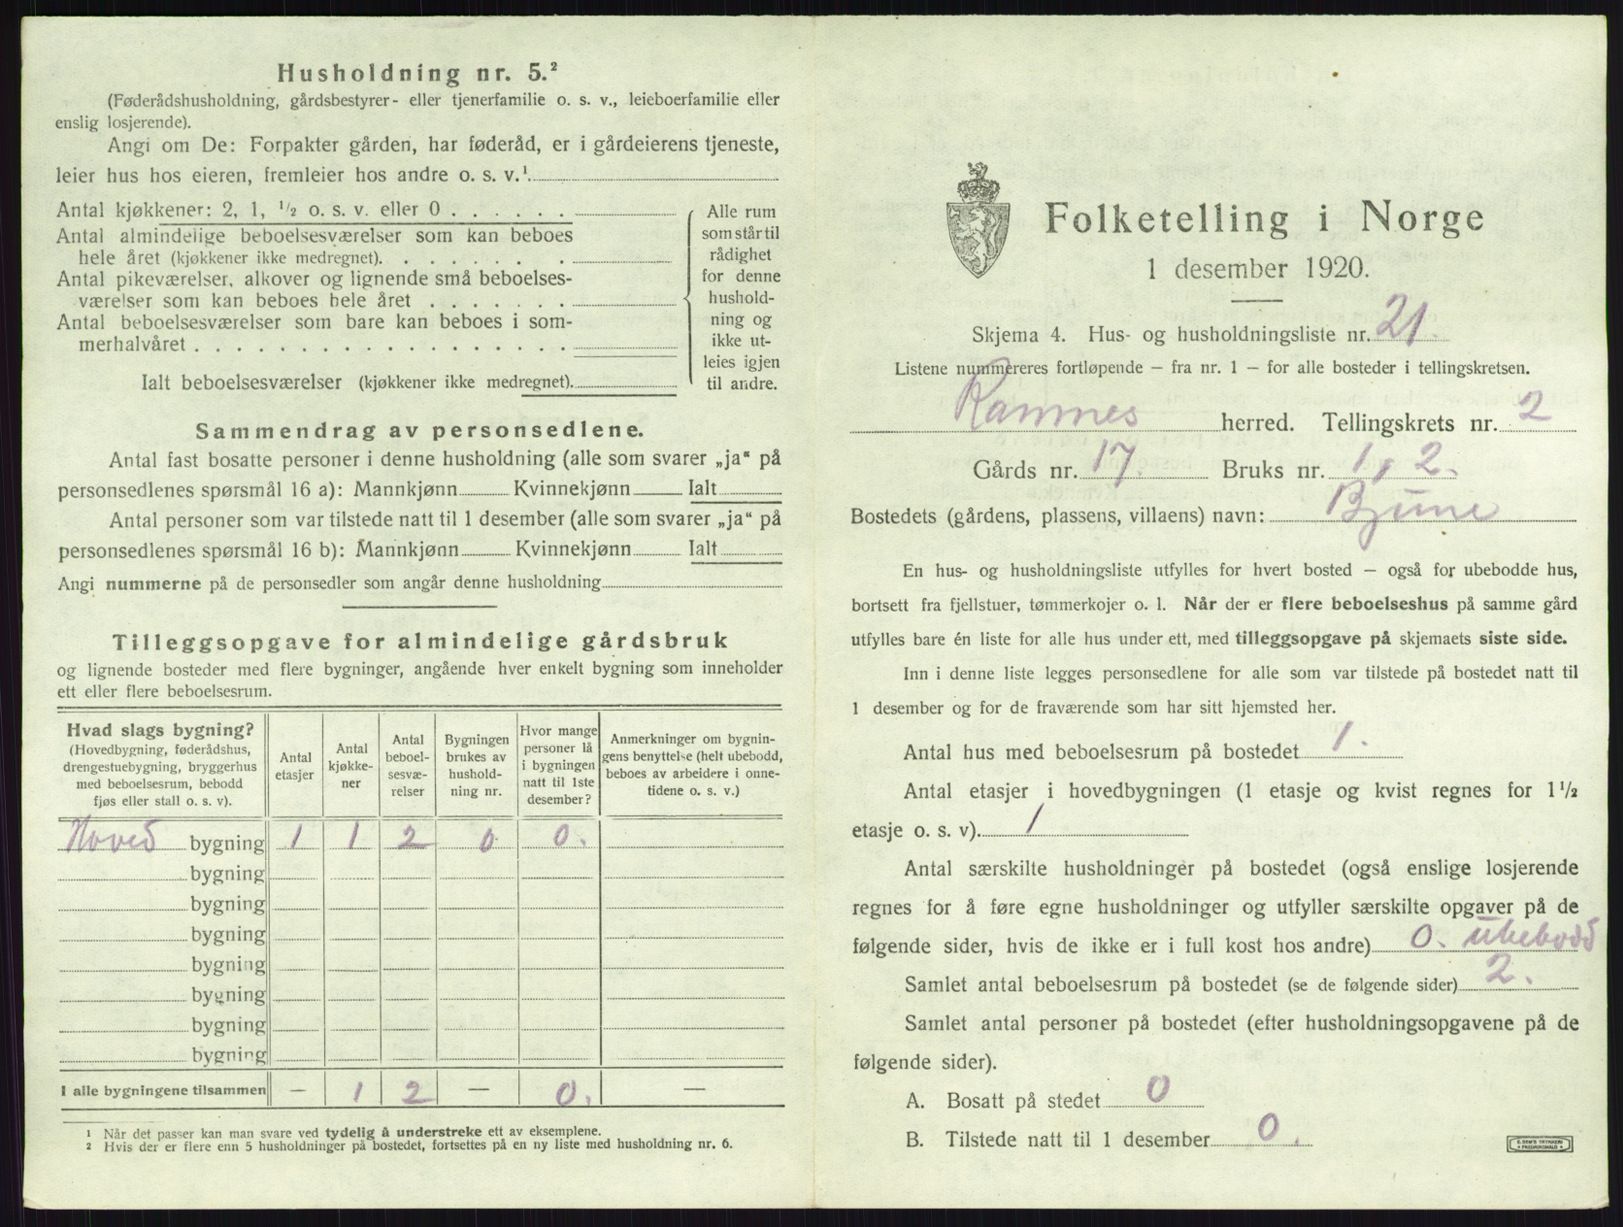 Husholdning nr. 5.²
(Føderådshusholdning, gårdsbestyrer- eller tjenerfamilie o. s. v., leieboerfamilie eller
enslig losjerende).
Angi om De: Forpakter gården, har føderåd, er i gårdeierens tjeneste,
leier hus hos eieren, fremleier hos andre o. s. v.¹
Antal kjøkkener: 2, 1, ½ o. s. v. eller 0 . . . . . .
Antal almindelige beboelsesværelser som kan beboes
hele året (kjøkkener ikke medregnet). . . . . . . .
Antal pikeværelser, alkover og lignende små beboelses-
værelser som kan beboes hele året . . . . . . .
Antal beboelsesværelser som bare kan beboes i som-
merhalvåret . . . . . . . . . . . . . . . . . .
Ialt beboelsesværelser (kjøkkener ikke medregnet).
Alle rum
som står til
rådighet
for denne
hushold-
ning og
ikke ut-
leies igjen
til andre.
Sammendrag av personsedlene.
Antal fast bosatte personer i denne husholdning (alle som svarer „ja“ på
personsedlenes spørsmål 16 a): Mannkjønn Kvinnekjønn Ialt
Antal personer som var tilstede natt til 1 desember (alle som svarer „ja“ på
personsedlenes spørsmål 16 b): Mannkjønn Kvinnekjønn Ialt
Angi nummerne på de personsedler som angår denne husholdning
Tilleggsopgave for almindelige gårdsbruk
og lignende bosteder med flere bygninger, angående hver enkelt bygning som inneholder
ett eller flere beboelsesrum.
Hvad slags bygning?
(Hovedbygning, føderådshus,
drengestuebygning, bryggerhus
med beboelsesrum, bebodd
fjøs eller stall o. s. v).
Antal
etasjer
Antal
kjøkke-
ner
Antal
beboel-
sesvæ-
relser
Bygningen
brukes av
hushold-
ning nr.
Hvor mange
personer lå
i bygningen
natt til 1ste
desember?
Anmerkninger om bygnin-
gens benyttelse (helt ubebodd,
beboes av arbeidere i onne-
tidene o. s. v.)
Hoved bygning 1 1 2 0 0.
bygning
bygning
bygning
bygning
bygning
bygning
bygning
I alle bygningene tilsammen — 1 2 — 0. —
¹ Når det passer kan man svare ved tydelig å understreke ett av eksemplene.
² Hvis der er flere enn 5 husholdninger på bostedet, fortsettes på en ny liste med husholdning nr. 6.
Folketelling i Norge
1 desember 1920.
Skjema 4. Hus- og husholdningsliste nr. 21.
Listene nummereres fortløpende — fra nr. 1 — for alle bosteder i tellingskretsen.
Ramnes herred. Tellingskrets nr. 2
Gårds nr. 17. Bruks nr. 1, 2.
Bostedets (gårdens, plassens, villaens) navn: Bjune
En hus- og husholdningsliste utfylles for hvert bosted — også for ubebodde hus,
bortsett fra fjellstuer, tømmerkojer o. l. Når der er flere beboelseshus på samme gård
utfylles bare én liste for alle hus under ett, med tilleggsopgave på skjemaets siste side.
Inn i denne liste legges personsedlene for alle som var tilstede på bostedet natt til
1 desember og for de fraværende som har sitt hjemsted her.
Antal hus med beboelsesrum på bostedet 1.
Antal etasjer i hovedbygningen (1 etasje og kvist regnes for 1½
etasje o. s. v). 1
Antal særskilte husholdninger på bostedet (også enslige losjerende
regnes for å føre egne husholdninger og utfyller særskilte opgaver på de
følgende sider, hvis de ikke er i full kost hos andre) 0. ubebodd
Samlet antal beboelsesrum på bostedet (se de følgende sider) 2.
Samlet antal personer på bostedet (efter husholdningsopgavene på de
følgende sider).
A. Bosatt på stedet 0
B. Tilstede natt til 1 desember 0.